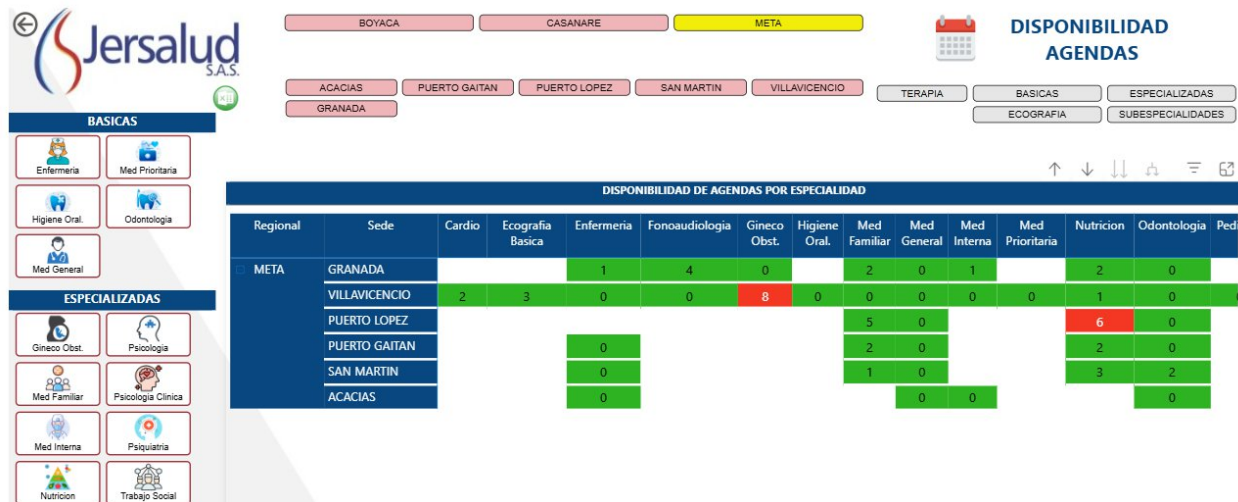 Jersalud
S.A.S.
BOYACA CASANARE META
DISPONIBILIDAD
AGENDAS
ACACIAS PUERTO GAITAN PUERTO LOPEZ SAN MARTIN VILLAVICENCIO
GRANADA
TERAPIA BASICAS ESPECIALIZADAS
ECOGRAFIA SUBESPECIALIDADES
BASICAS
Enfermeria Med Prioritaria
Higiene Oral. Odontologia
Med General
ESPECIALIZADAS
Gineco Obst. Psicologia
Med Familiar Psicologia Clinica
Med Interna Psiquiatria
Nutricion Trabajo Social
DISPONIBILIDAD DE AGENDAS POR ESPECIALIDAD
Regional Sede Cardio Ecografia Basica Enfermeria Fonoaudiologia Gineco Obst. Higiene Oral. Med Familiar Med General Med Interna Med Prioritaria Nutricion Odontologia Pedi
META GRANADA 1 4 0 2 0 1 2 0
VILLAVICENCIO 2 3 0 0 8 0 0 0 0 0 1 0
PUERTO LOPEZ 5 0 6 0
PUERTO GAITAN 0 2 0 2 0
SAN MARTIN 0 1 0 3 2
ACACIAS 0 0 0 0